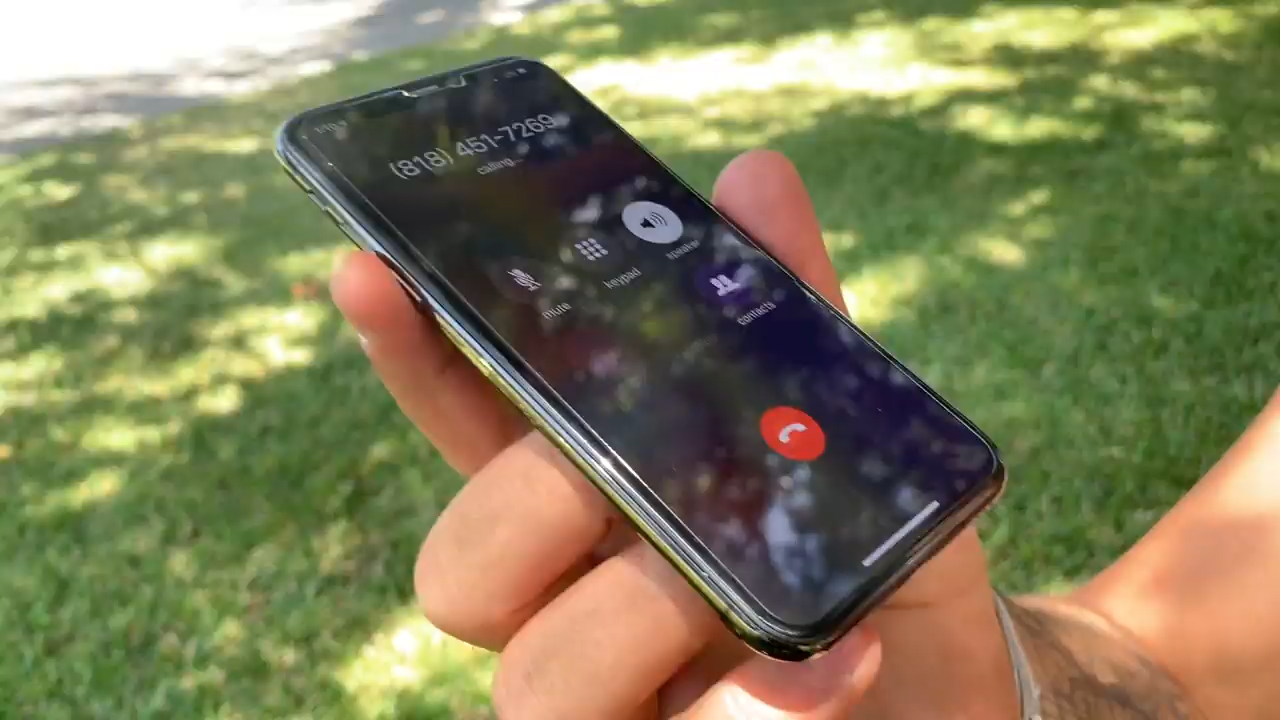 (818) 451-7269
calling...
speaker
keypad
mute
contacts